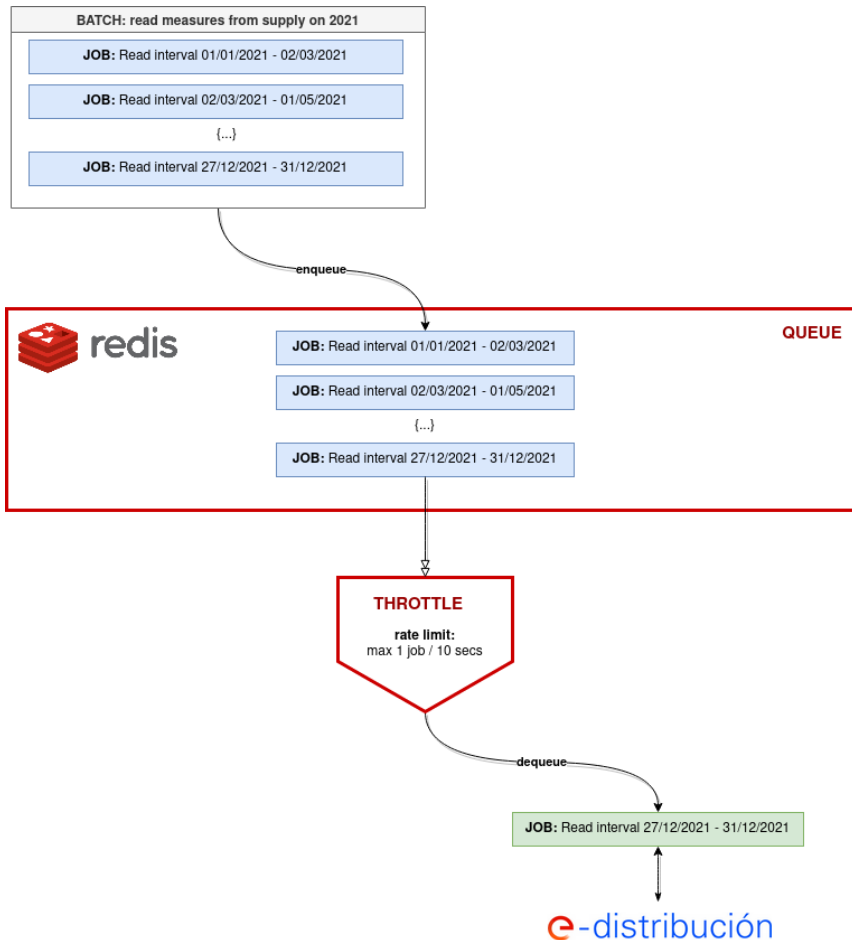 BATCH: read measures from supply on 2021
JOB: Read interval 01/01/2021 - 02/03/2021
JOB: Read interval 02/03/2021 - 01/05/2021
{...}
JOB: Read interval 27/12/2021 - 31/12/2021
enqueue
redis
QUEUE
JOB: Read interval 01/01/2021 - 02/03/2021
JOB: Read interval 02/03/2021 - 01/05/2021
{...}
JOB: Read interval 27/12/2021 - 31/12/2021
THROTTLE
rate limit:
max 1 job / 10 secs
dequeue
JOB: Read interval 27/12/2021 - 31/12/2021
e-distribución